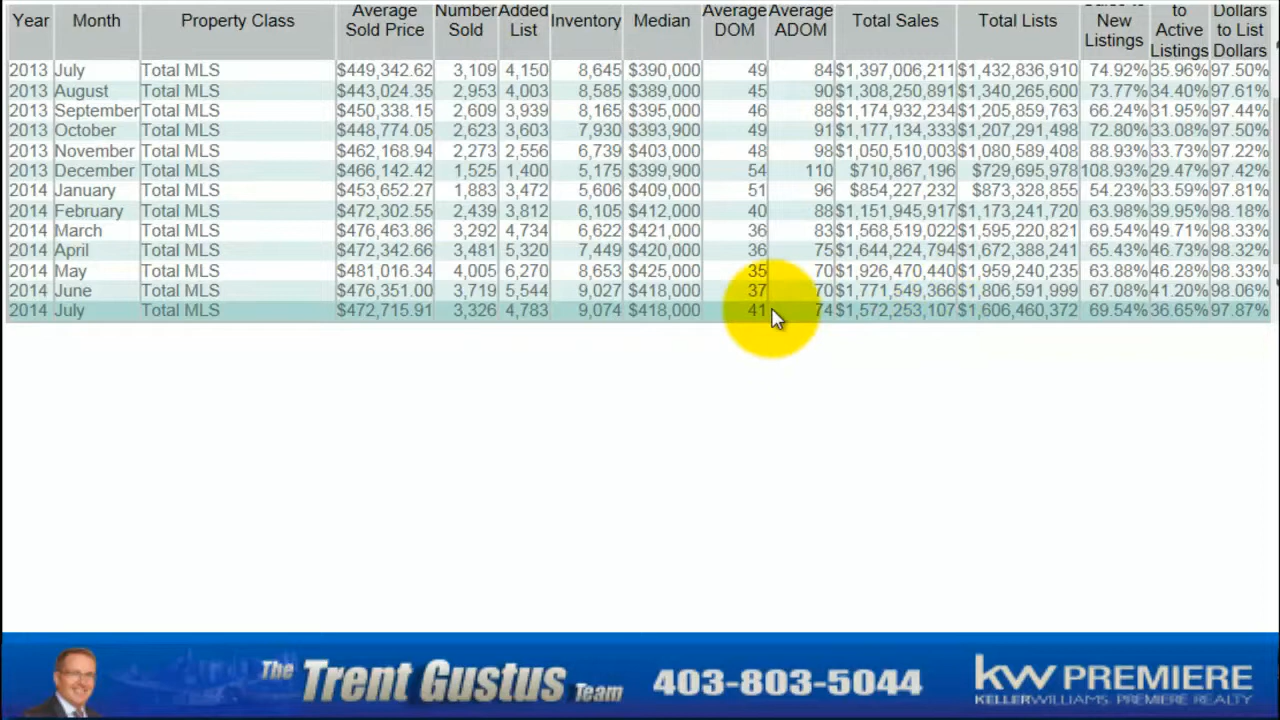 Year Month Property Class Average Sold Price Number Sold Added List Inventory Median Average DOM Average ADOM Total Sales Total Lists New Listings to Active Listings Dollars to List Dollars
2013 July Total MLS $449,342.62 3,109 4,150 8,645 $390,000 49 84 $1,397,006,211 $1,432,836,910 74.92% 35.96% 97.50%
2013 August Total MLS $443,024.35 2,953 4,003 8,585 $389,000 45 90 $1,308,250,891 $1,340,265,600 73.77% 34.40% 97.61%
2013 September Total MLS $450,338.15 2,609 3,939 8,165 $395,000 46 88 $1,174,932,234 $1,205,859,763 66.24% 31.95% 97.44%
2013 October Total MLS $448,774.05 2,623 3,603 7,930 $393,900 49 91 $1,177,134,333 $1,207,291,498 72.80% 33.08% 97.50%
2013 November Total MLS $462,168.94 2,273 2,556 6,739 $403,000 48 98 $1,050,510,003 $1,080,589,408 88.93% 33.73% 97.22%
2013 December Total MLS $466,142.42 1,525 1,400 5,175 $399,900 54 110 $710,867,196 $729,695,978 108.93% 29.47% 97.42%
2014 January Total MLS $453,652.27 1,883 3,472 5,606 $409,000 51 96 $854,227,232 $873,328,855 54.23% 33.59% 97.81%
2014 February Total MLS $472,302.55 2,439 3,812 6,105 $412,000 40 88 $1,151,945,917 $1,173,241,720 63.98% 39.95% 98.18%
2014 March Total MLS $476,463.86 3,292 4,734 6,622 $421,000 36 83 $1,568,519,022 $1,595,220,821 69.54% 49.71% 98.33%
2014 April Total MLS $472,342.66 3,481 5,320 7,449 $420,000 36 75 $1,644,224,794 $1,672,388,241 65.43% 46.73% 98.32%
2014 May Total MLS $481,016.34 4,005 6,270 8,653 $425,000 35 70 $1,926,470,440 $1,959,240,235 63.88% 46.28% 98.33%
2014 June Total MLS $476,351.00 3,719 5,544 9,027 $418,000 37 70 $1,771,549,366 $1,806,591,999 67.08% 41.20% 98.06%
2014 July Total MLS $472,715.91 3,326 4,783 9,074 $418,000 41 74 $1,572,253,107 $1,606,460,372 69.54% 36.65% 97.87%
The Trent Gustus Team 403-803-5044 kw PREMIERE
KELLERWILLIAMS. PREMIERE REALTY